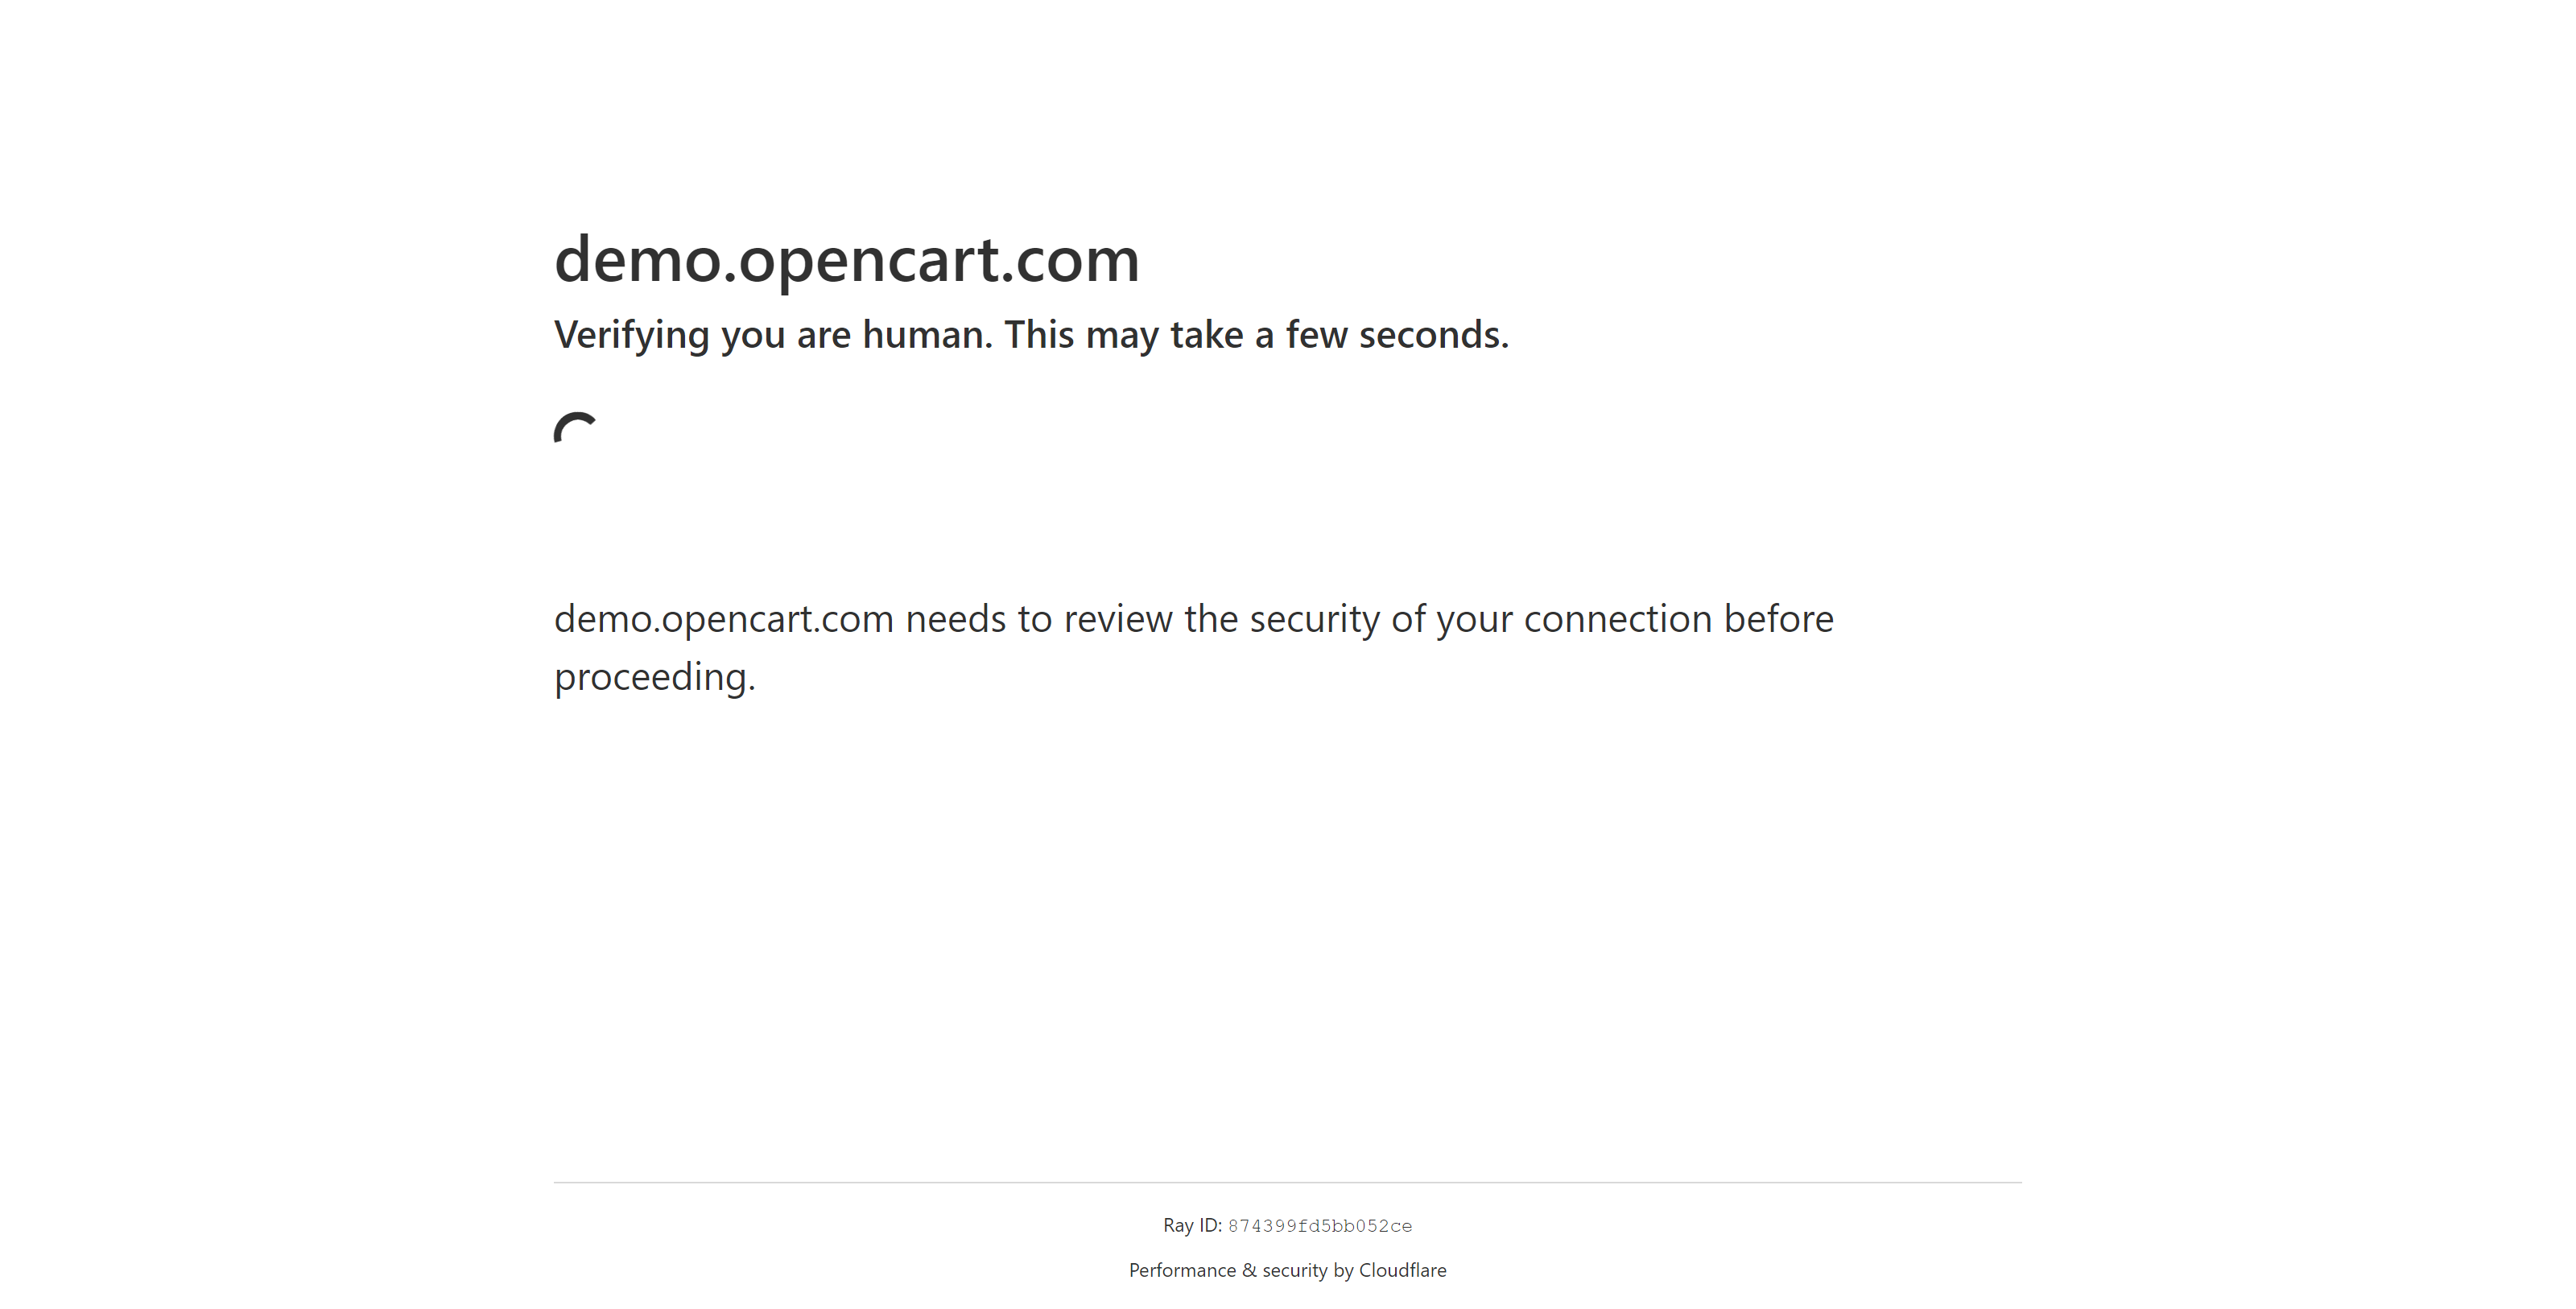 demo.opencart.com
Verifying you are human. This may take a few seconds.
demo.opencart.com needs to review the security of your connection before
proceeding.
Ray ID: 874399fd5bb052ce
Performance & security by Cloudflare